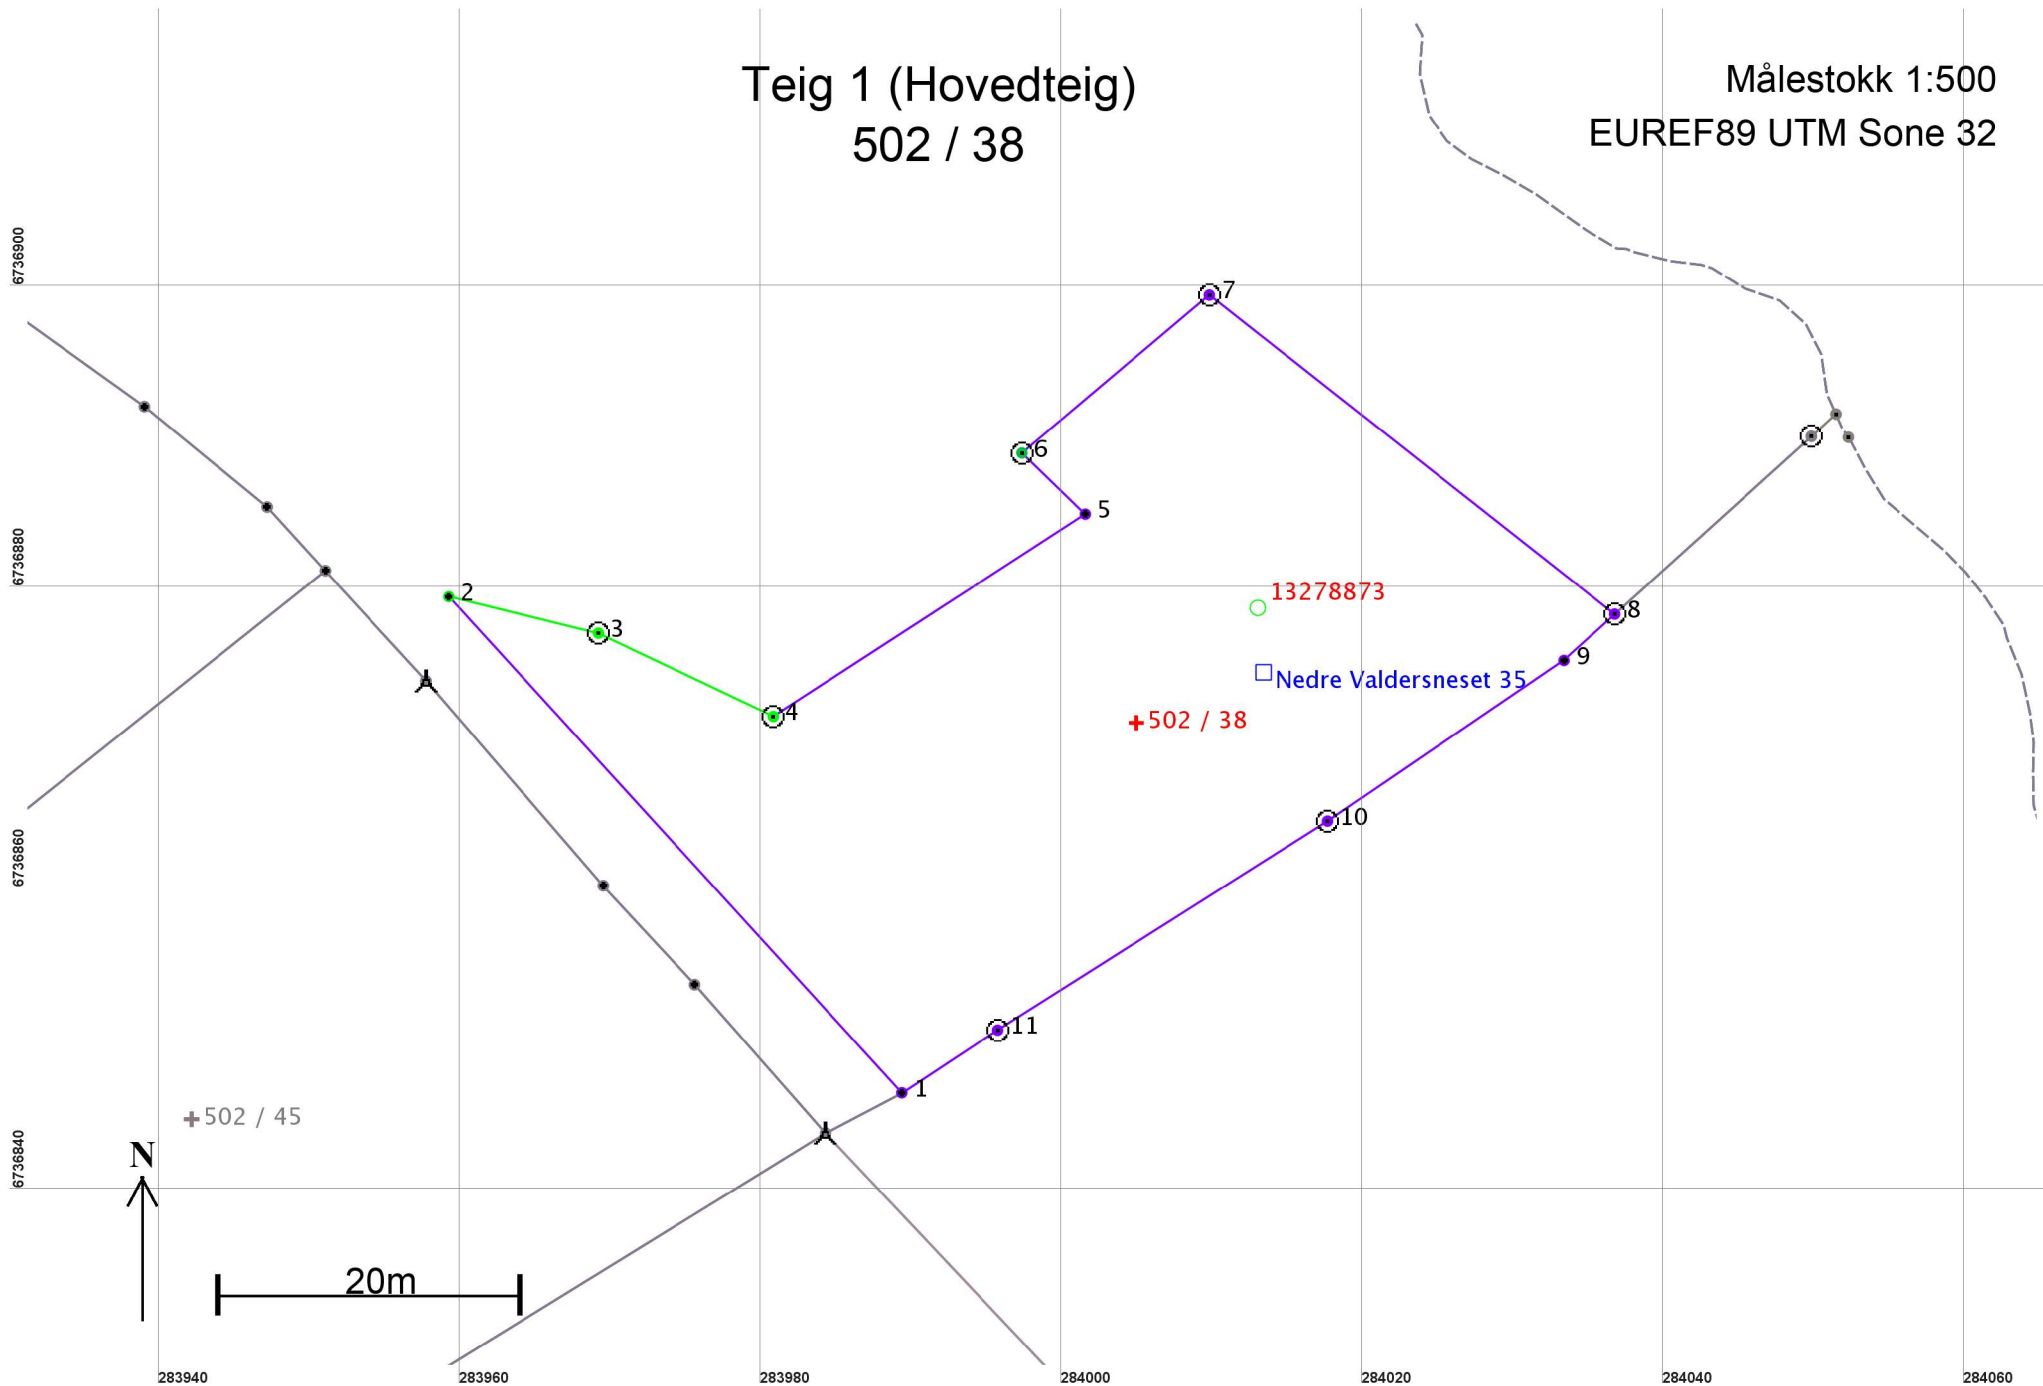 Teig 1 (Hovedteig)
502 / 38
Målestokk 1:500
EUREF89 UTM Sone 32
6736900
7
6
5
6736880
2
3
4
13278873
Nedre Valdersneset 35
502 / 38
8
9
10
6736860
11
1
502 / 45
N
6736840
20m
283940
283960
283980
284000
284020
284040
284060